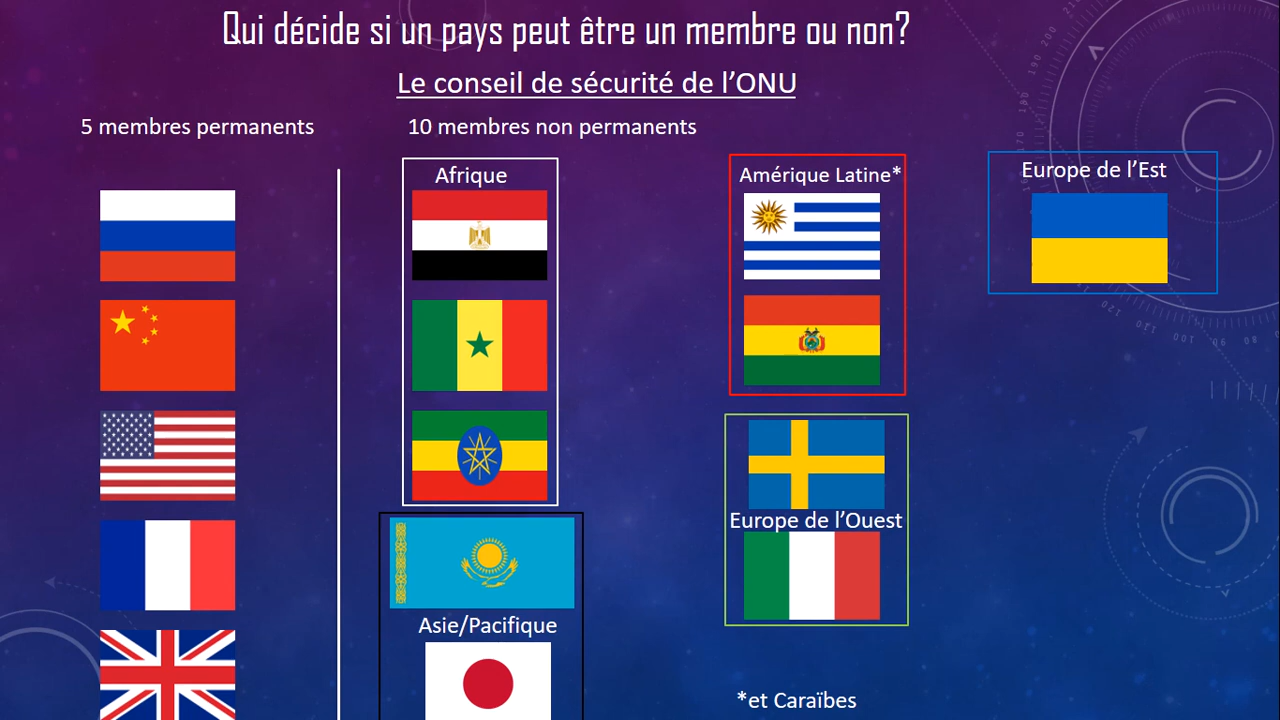 Qui décide si un pays peut être un membre ou non?
Le conseil de sécurité de l'ONU
5 membres permanents
10 membres non permanents
Afrique
Amérique Latine*
Europe de l'Est
Europe de l'Ouest
Asie/Pacifique
*et Caraïbes